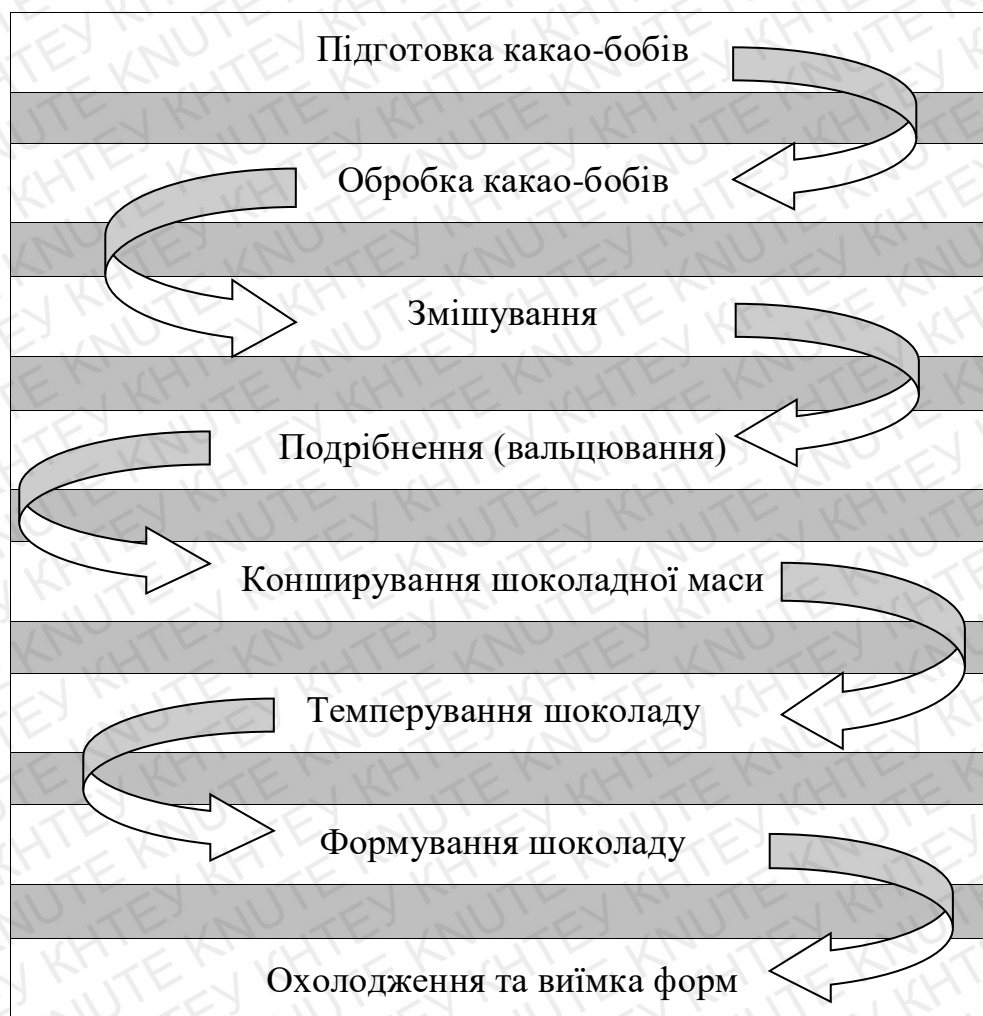 Підготовка какао-бобів
Обробка какао-бобів
Змішування
Подрібнення (вальцювання)
Конширування шоколадної маси
Темперування шоколаду
Формування шоколаду
Охолодження та виїмка форм